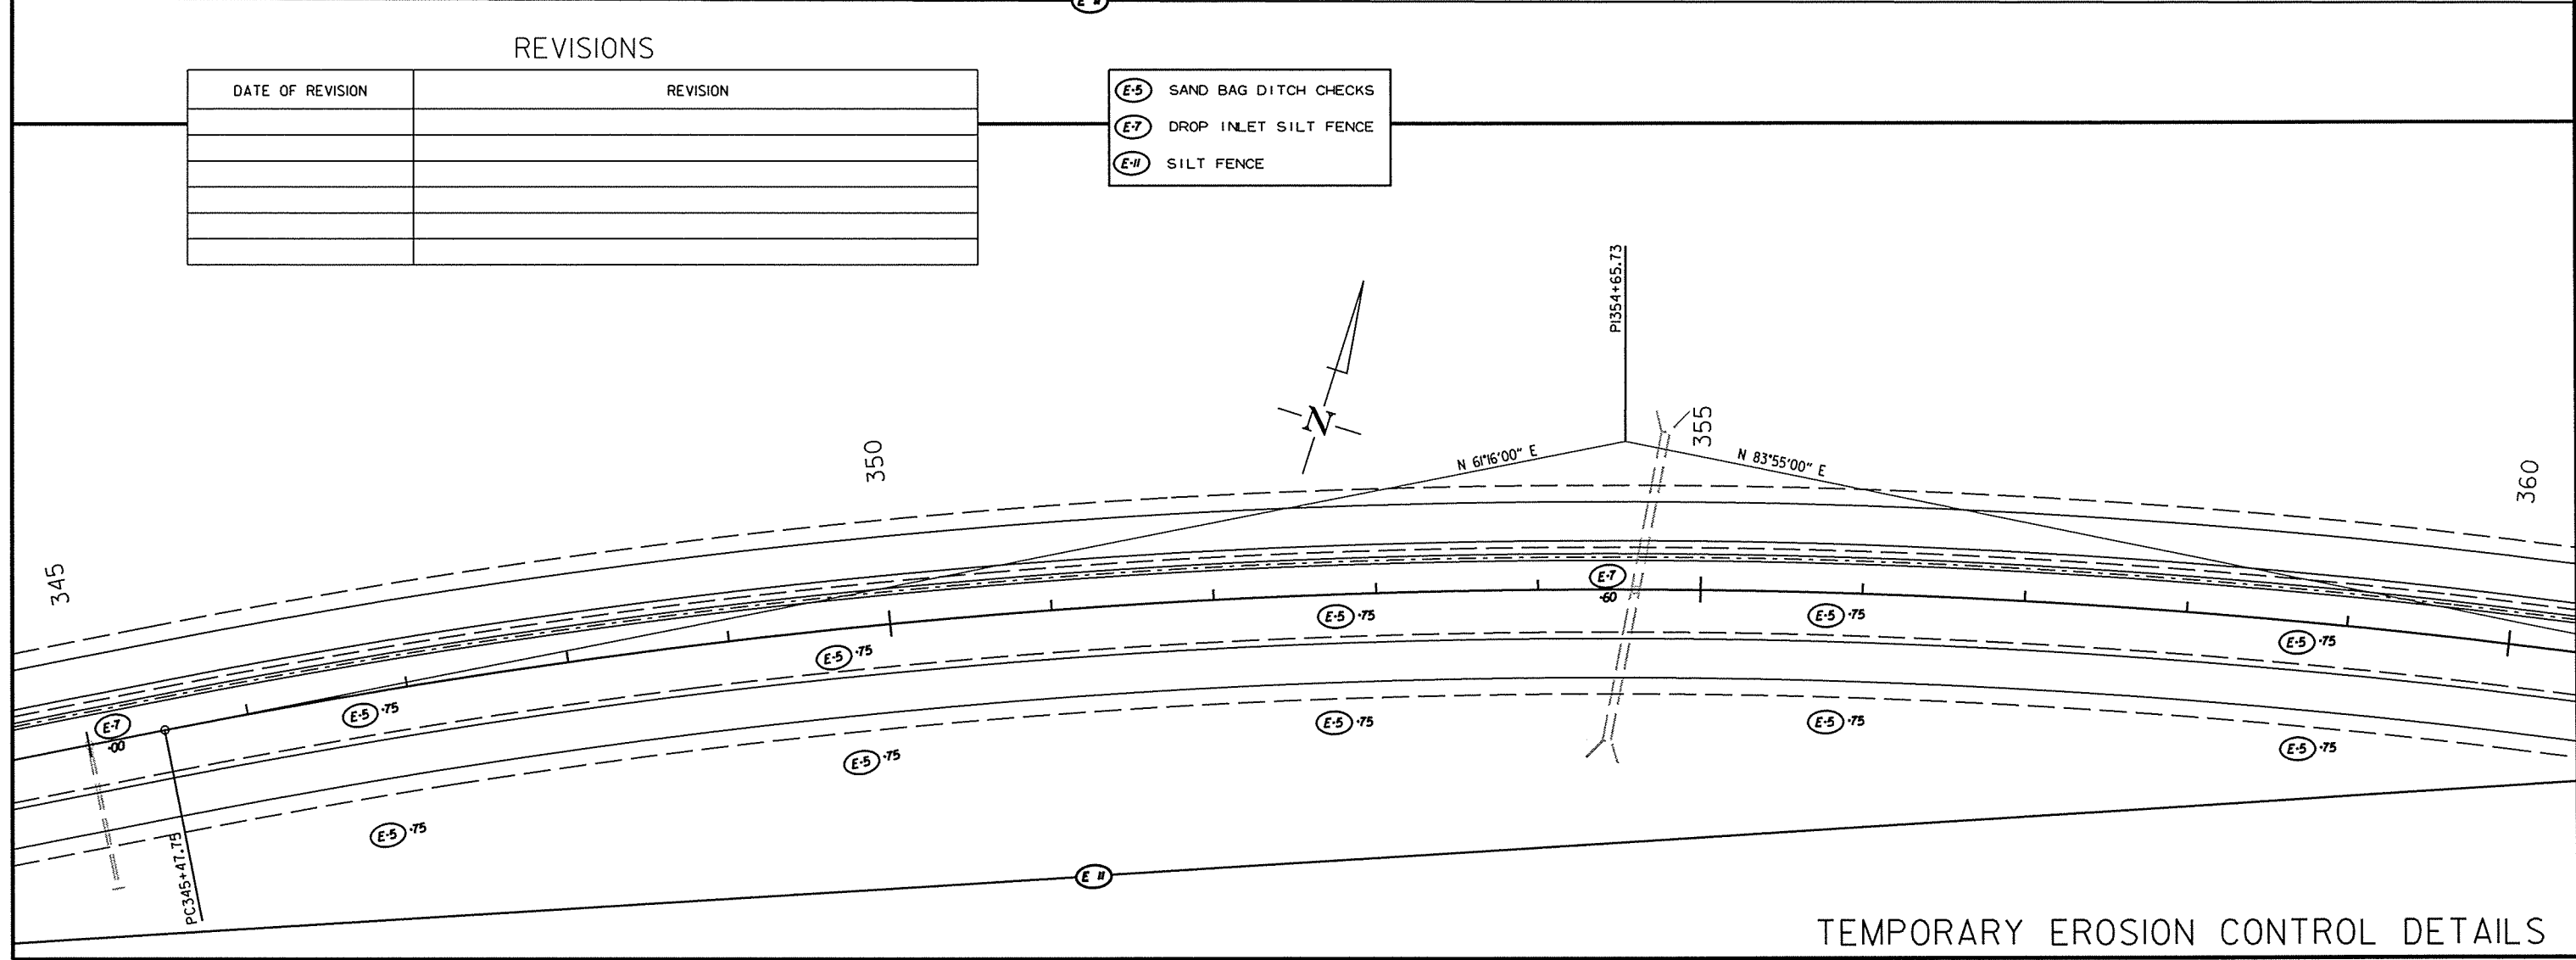 E 11
REVISIONS
DATE OF REVISION REVISION
E-5 SAND BAG DITCH CHECKS
E-7 DROP INLET SILT FENCE
E-11 SILT FENCE
PI354+65.73
N
355
350
N 61°16'00" E
N 83°55'00" E
360
345
E-7
·60
E-5 ·75
E-5 ·75
E-5 ·75
E-5 ·75
E-5 ·75
E-7
·00
E-5 ·75
E-5 ·75
E-5 ·75
E-5 ·75
E-5 ·75
PC345+47.75
E 11
TEMPORARY EROSION CONTROL DETAILS